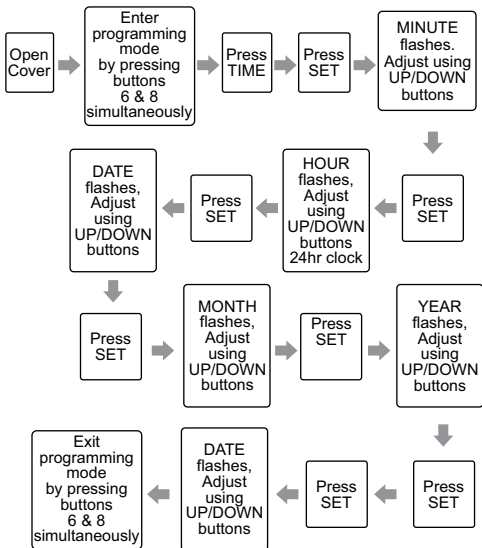 Open
Cover
Enter
programming
mode
by pressing
buttons
6 & 8
simultaneously
Press
TIME
Press
SET
MINUTE
flashes.
Adjust using
UP/DOWN
buttons
Press
SET
HOUR
flashes,
Adjust
using
UP/DOWN
buttons
24hr clock
Press
SET
DATE
flashes,
Adjust
using
UP/DOWN
buttons
Press
SET
MONTH
flashes,
Adjust
using
UP/DOWN
buttons
Press
SET
YEAR
flashes,
Adjust
using
UP/DOWN
buttons
Press
SET
Press
SET
DATE
flashes,
Adjust
using
UP/DOWN
buttons
Exit
programming
mode
by pressing
buttons
6 & 8
simultaneously